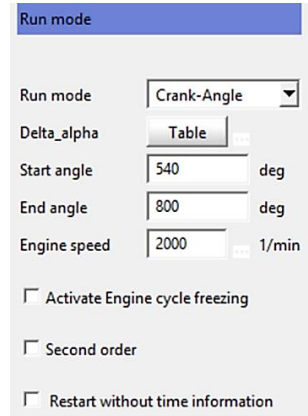 Run mode
Run mode Crank-Angle
Delta_alpha Table ...
Start angle 540 deg
End angle 800 deg
Engine speed 2000 ... 1/min
Activate Engine cycle freezing
Second order
Restart without time information